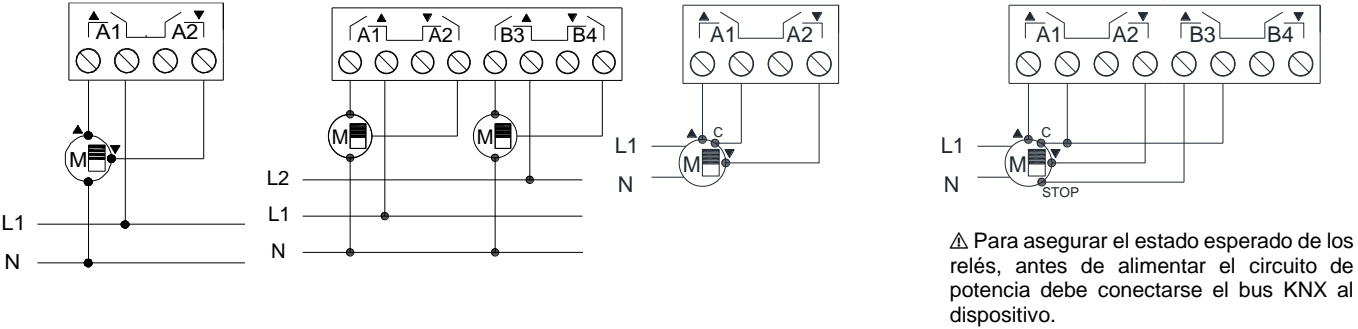 ▲ A1 A2 ▼
M
▲
▼
L1
N
▲ A1 ▼ A2 B3 ▲ B4 ▼
M M
L2
L1
N
▲ A1 A2 ▼
▲ C
M ▼
L1
N
▲ A1 A2 ▼ ▲ B3 B4 ▼
▲ C
M ▼
L1
N
STOP
⚠ Para asegurar el estado esperado de los
relés, antes de alimentar el circuito de
potencia debe conectarse el bus KNX al
dispositivo.